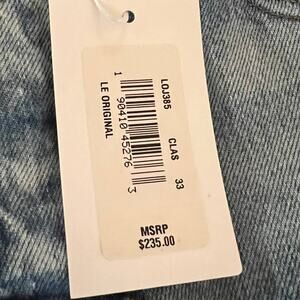 LOJ385 CLAS 33
1 90410 45276 3
LE ORIGINAL
MSRP
$235.00